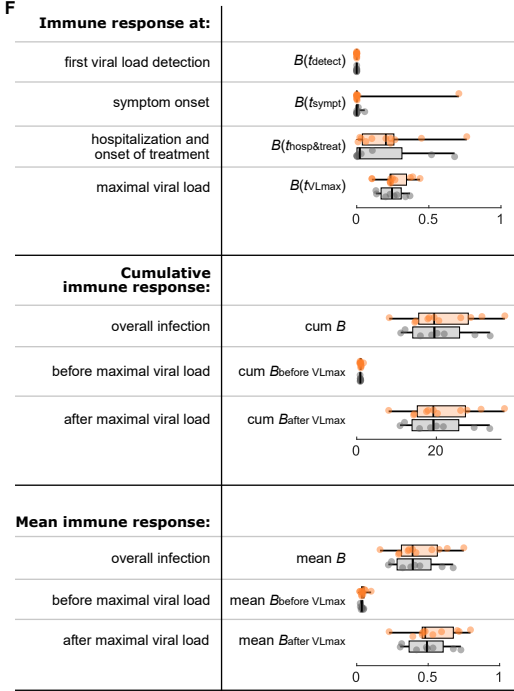 F
Immune response at:
first viral load detection B(tdetect)
symptom onset B(tsympt)
hospitalization and
onset of treatment B(thosp&treat)
maximal viral load B(tVLmax)
0 0.5 1
Cumulative
immune response:
overall infection cum B
before maximal viral load cum Bbefore VLmax
after maximal viral load cum Bafter VLmax
0 20
Mean immune response:
overall infection mean B
before maximal viral load mean Bbefore VLmax
after maximal viral load mean Bafter VLmax
0 0.5 1